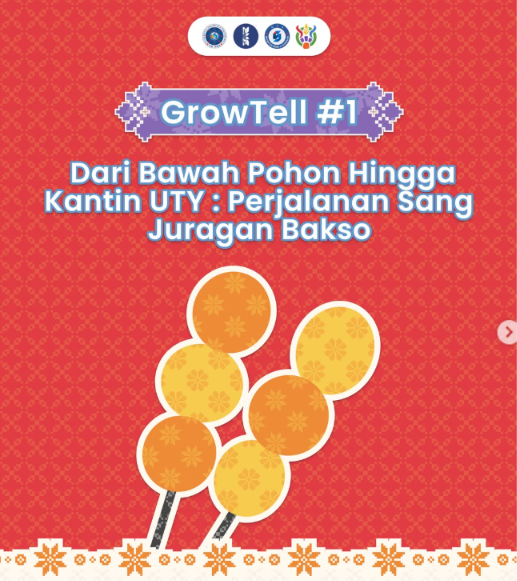 GrowTell #1
Dari Bawah Pohon Hingga
Kantin UTY : Perjalanan Sang
Juragan Bakso